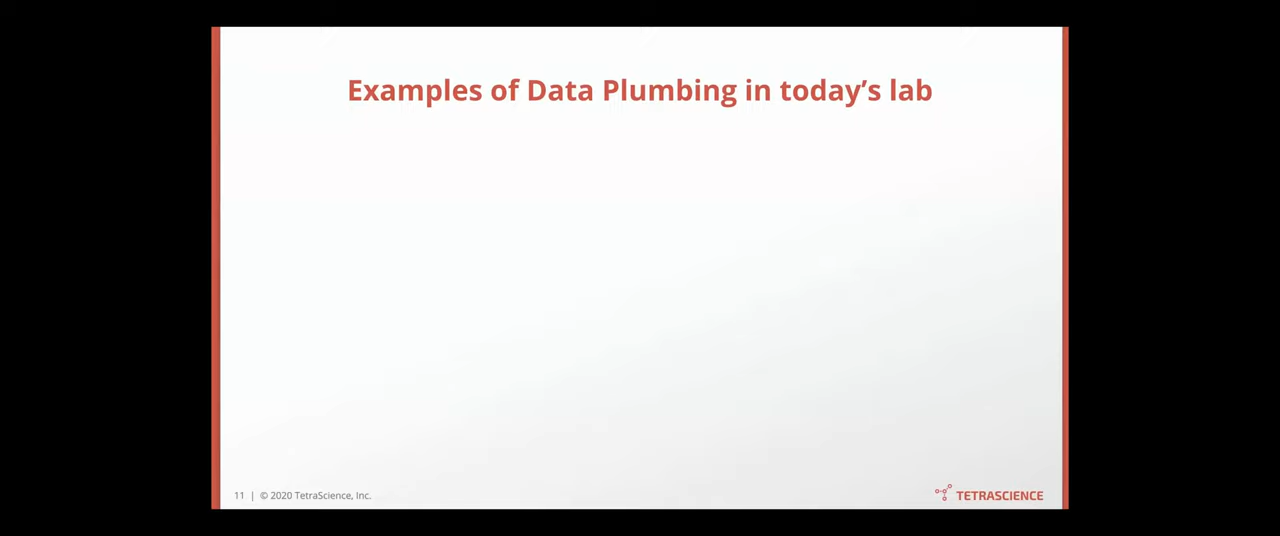 Examples of Data Plumbing in today's lab
11 | © 2020 TetraScience, Inc.
TETRASCIENCE